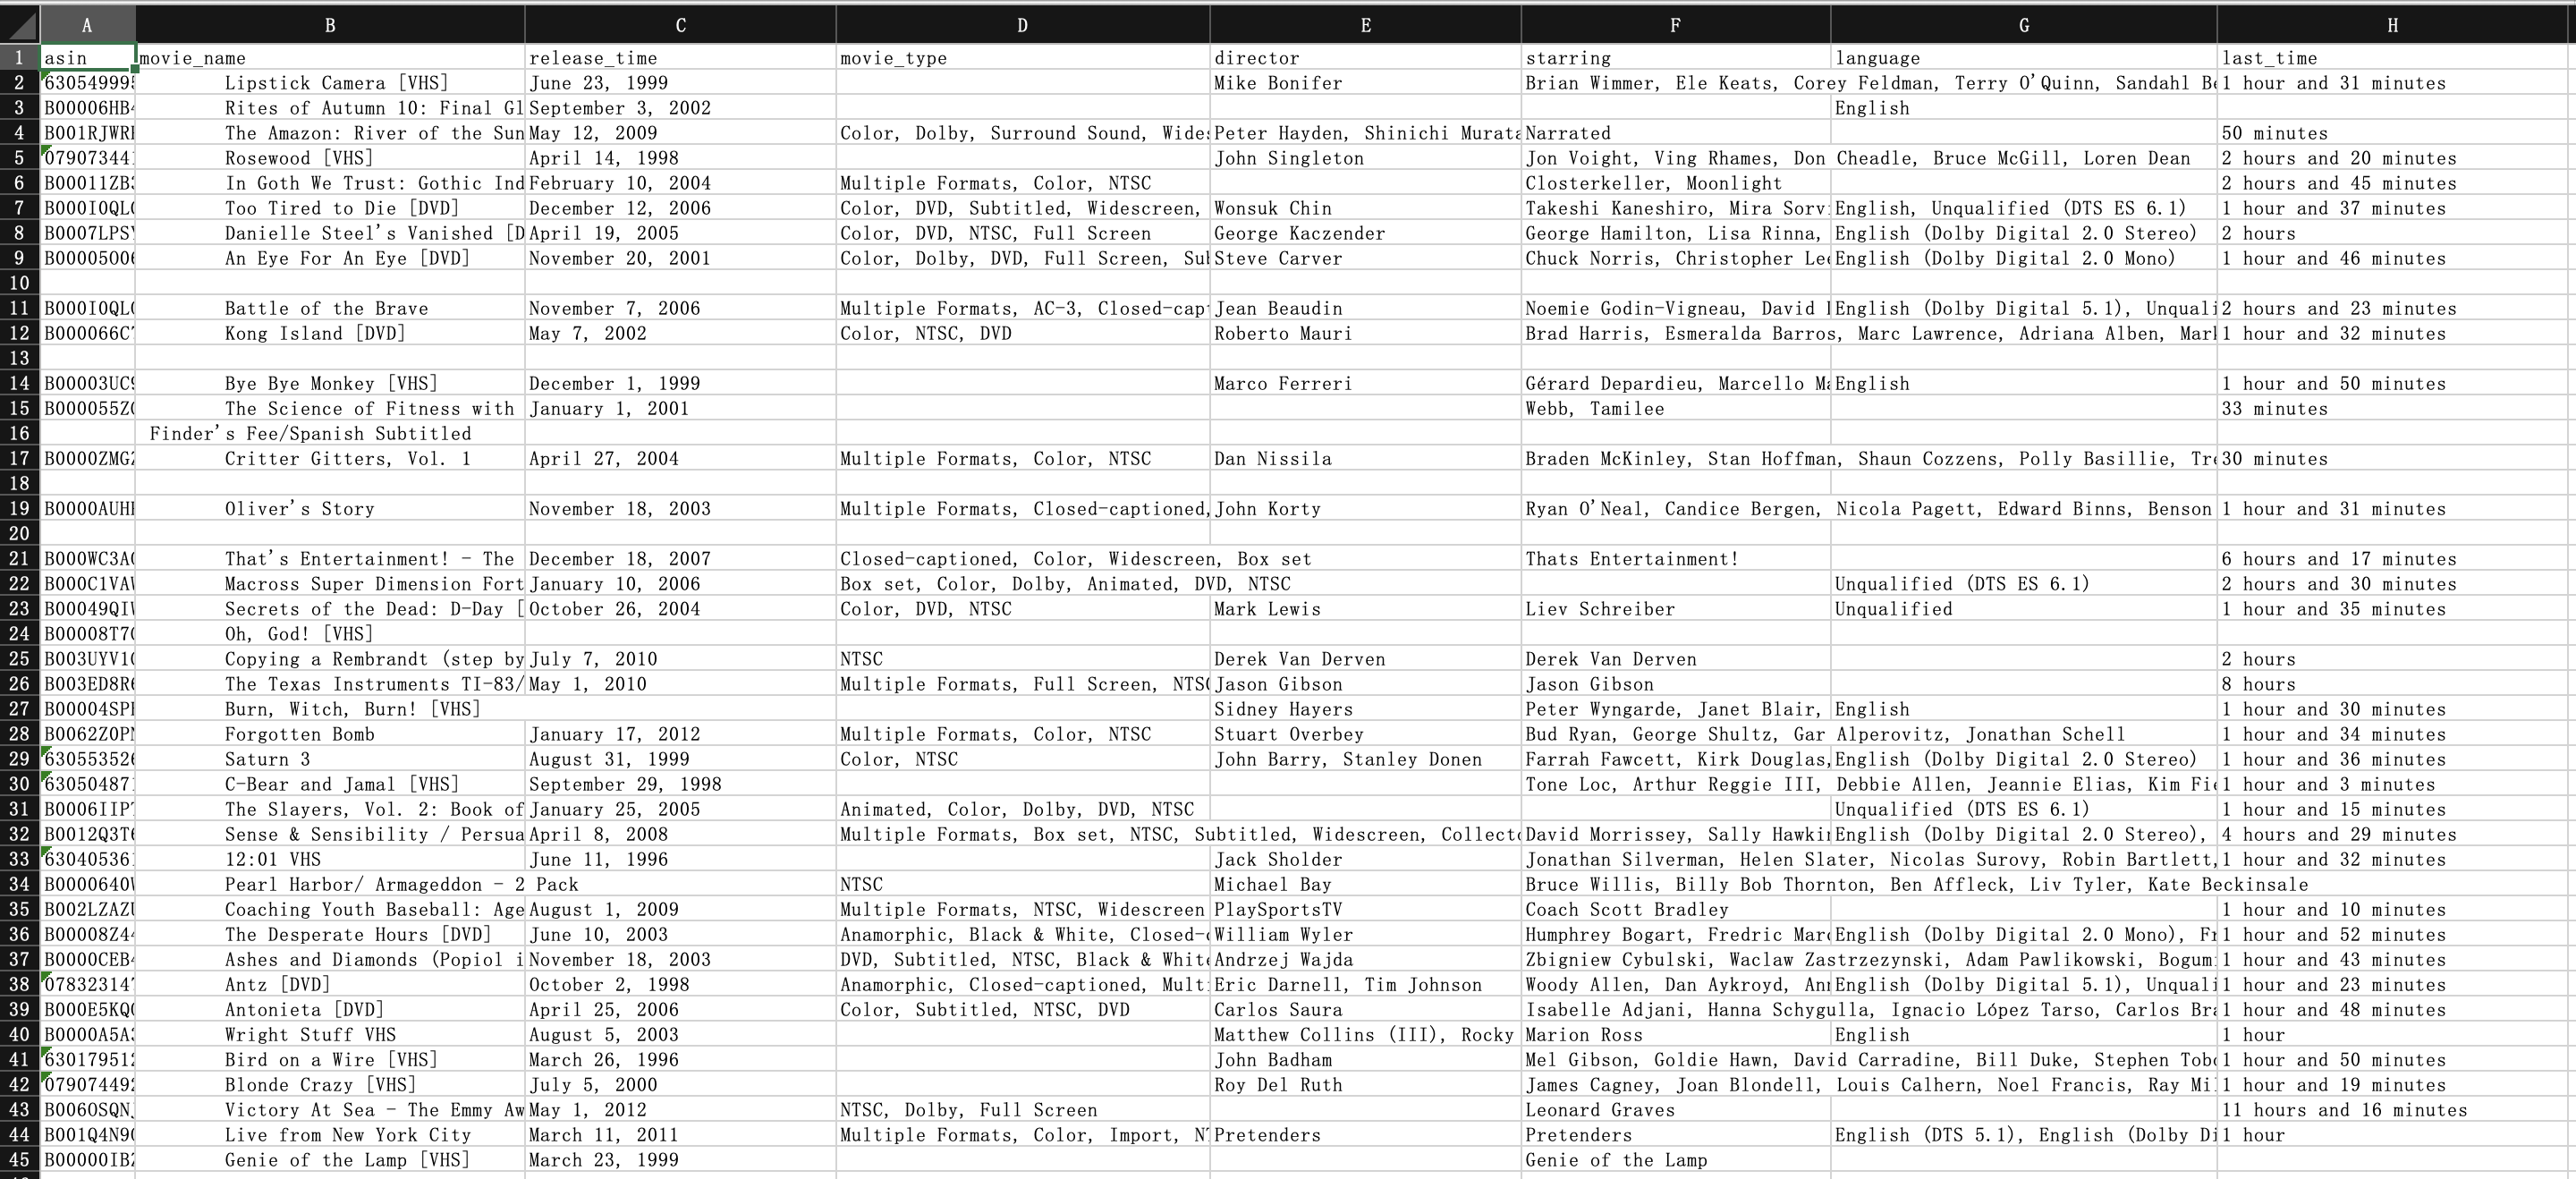 A B C D E F G H
1 asin movie_name release_time movie_type director starring language last_time
2 630549995 Lipstick Camera [VHS] June 23, 1999 Mike Bonifer Brian Wimmer, Ele Keats, Corey Feldman, Terry O'Quinn, Sandahl Be 1 hour and 31 minutes
3 B00006HB4 Rites of Autumn 10: Final Gl September 3, 2002 English
4 B001RJWR The Amazon: River of the Sun May 12, 2009 Color, Dolby, Surround Sound, Wide Peter Hayden, Shinichi Murata Narrated 50 minutes
5 079073441 Rosewood [VHS] April 14, 1998 John Singleton Jon Voight, Ving Rhames, Don Cheadle, Bruce McGill, Loren Dean 2 hours and 20 minutes
6 B00011ZB In Goth We Trust: Gothic Ind February 10, 2004 Multiple Formats, Color, NTSC Closterkeller, Moonlight 2 hours and 45 minutes
7 B000I0QL Too Tired to Die [DVD] December 12, 2006 Color, DVD, Subtitled, Widescreen, Wonsuk Chin Takeshi Kaneshiro, Mira Sorv English, Unqualified (DTS ES 6.1) 1 hour and 37 minutes
8 B0007LPS Danielle Steel's Vanished [D April 19, 2005 Color, DVD, NTSC, Full Screen George Kaczender George Hamilton, Lisa Rinna, English (Dolby Digital 2.0 Stereo) 2 hours
9 B00005006 An Eye For An Eye [DVD] November 20, 2001 Color, Dolby, DVD, Full Screen, Sub Steve Carver Chuck Norris, Christopher Lee English (Dolby Digital 2.0 Mono) 1 hour and 46 minutes
10
11 B000I0QL Battle of the Brave November 7, 2006 Multiple Formats, AC-3, Closed-cap Jean Beaudin Noemie Godin-Vigneau, David English (Dolby Digital 5.1), Unquali 2 hours and 23 minutes
12 B000066C Kong Island [DVD] May 7, 2002 Color, NTSC, DVD Roberto Mauri Brad Harris, Esmeralda Barros, Marc Lawrence, Adriana Alben, Mark 1 hour and 32 minutes
13
14 B00003UC9 Bye Bye Monkey [VHS] December 1, 1999 Marco Ferreri Gérard Depardieu, Marcello Ma English 1 hour and 50 minutes
15 B000055Z The Science of Fitness with January 1, 2001 Webb, Tamilee 33 minutes
16 Finder's Fee/Spanish Subtitled
17 B0000ZMG Critter Gitters, Vol. 1 April 27, 2004 Multiple Formats, Color, NTSC Dan Nissila Braden McKinley, Stan Hoffman, Shaun Cozzens, Polly Basillie, Tre 30 minutes
18
19 B0000AUH Oliver's Story November 18, 2003 Multiple Formats, Closed-captioned, John Korty Ryan O'Neal, Candice Bergen, Nicola Pagett, Edward Binns, Benson 1 hour and 31 minutes
20
21 B000WC3A That's Entertainment! - The December 18, 2007 Closed-captioned, Color, Widescreen, Box set Thats Entertainment! 6 hours and 17 minutes
22 B000C1VA Macross Super Dimension Fort January 10, 2006 Box set, Color, Dolby, Animated, DVD, NTSC Unqualified (DTS ES 6.1) 2 hours and 30 minutes
23 B00049QI Secrets of the Dead: D-Day [ October 26, 2004 Color, DVD, NTSC Mark Lewis Liev Schreiber Unqualified 1 hour and 35 minutes
24 B00008T7 Oh, God! [VHS]
25 B003UYV1 Copying a Rembrandt (step by July 7, 2010 NTSC Derek Van Derven Derek Van Derven 2 hours
26 B003ED8R The Texas Instruments TI-83/ May 1, 2010 Multiple Formats, Full Screen, NTSC Jason Gibson Jason Gibson 8 hours
27 B00004SP Burn, Witch, Burn! [VHS] Sidney Hayers Peter Wyngarde, Janet Blair, English 1 hour and 30 minutes
28 B0062Z0P Forgotten Bomb January 17, 2012 Multiple Formats, Color, NTSC Stuart Overbey Bud Ryan, George Shultz, Gar Alperovitz, Jonathan Schell 1 hour and 34 minutes
29 630553526 Saturn 3 August 31, 1999 Color, NTSC John Barry, Stanley Donen Farrah Fawcett, Kirk Douglas, English (Dolby Digital 2.0 Stereo) 1 hour and 36 minutes
30 630504871 C-Bear and Jamal [VHS] September 29, 1998 Tone Loc, Arthur Reggie III, Debbie Allen, Jeannie Elias, Kim Fie 1 hour and 3 minutes
31 B0006IIP The Slayers, Vol. 2: Book of January 25, 2005 Animated, Color, Dolby, DVD, NTSC Unqualified (DTS ES 6.1) 1 hour and 15 minutes
32 B0012Q3T Sense & Sensibility / Persua April 8, 2008 Multiple Formats, Box set, NTSC, Subtitled, Widescreen, Collect David Morrissey, Sally Hawkin English (Dolby Digital 2.0 Stereo), 4 hours and 29 minutes
33 630405361 12:01 VHS June 11, 1996 Jack Sholder Jonathan Silverman, Helen Slater, Nicolas Surovy, Robin Bartlett, 1 hour and 32 minutes
34 B0000640 Pearl Harbor/ Armageddon - 2 Pack NTSC Michael Bay Bruce Willis, Billy Bob Thornton, Ben Affleck, Liv Tyler, Kate Beckinsale
35 B002LZAZ Coaching Youth Baseball: Age August 1, 2009 Multiple Formats, NTSC, Widescreen PlaySportsTV Coach Scott Bradley 1 hour and 10 minutes
36 B00008Z44 The Desperate Hours [DVD] June 10, 2003 Anamorphic, Black & White, Closed- William Wyler Humphrey Bogart, Fredric Marc English (Dolby Digital 2.0 Mono), Fr 1 hour and 52 minutes
37 B0000CEB4 Ashes and Diamonds (Popiol i November 18, 2003 DVD, Subtitled, NTSC, Black & White Andrzej Wajda Zbigniew Cybulski, Waclaw Zastrzezynski, Adam Pawlikowski, Bogum 1 hour and 43 minutes
38 078323147 Antz [DVD] October 2, 1998 Anamorphic, Closed-captioned, Mult Eric Darnell, Tim Johnson Woody Allen, Dan Aykroyd, Ann English (Dolby Digital 5.1), Unquali 1 hour and 23 minutes
39 B000E5KQ Antonieta [DVD] April 25, 2006 Color, Subtitled, NTSC, DVD Carlos Saura Isabelle Adjani, Hanna Schygulla, Ignacio López Tarso, Carlos Bra 1 hour and 48 minutes
40 B0000A5A Wright Stuff VHS August 5, 2003 Matthew Collins (III), Rocky Marion Ross English 1 hour
41 630179512 Bird on a Wire [VHS] March 26, 1996 John Badham Mel Gibson, Goldie Hawn, David Carradine, Bill Duke, Stephen Tobo 1 hour and 50 minutes
42 079074492 Blonde Crazy [VHS] July 5, 2000 Roy Del Ruth James Cagney, Joan Blondell, Louis Calhern, Noel Francis, Ray Mil 1 hour and 19 minutes
43 B0060SQN Victory At Sea - The Emmy Aw May 1, 2012 NTSC, Dolby, Full Screen Leonard Graves 11 hours and 16 minutes
44 B001Q4N9 Live from New York City March 11, 2011 Multiple Formats, Color, Import, NT Pretenders Pretenders English (DTS 5.1), English (Dolby Di 1 hour
45 B00000IB Genie of the Lamp [VHS] March 23, 1999 Genie of the Lamp